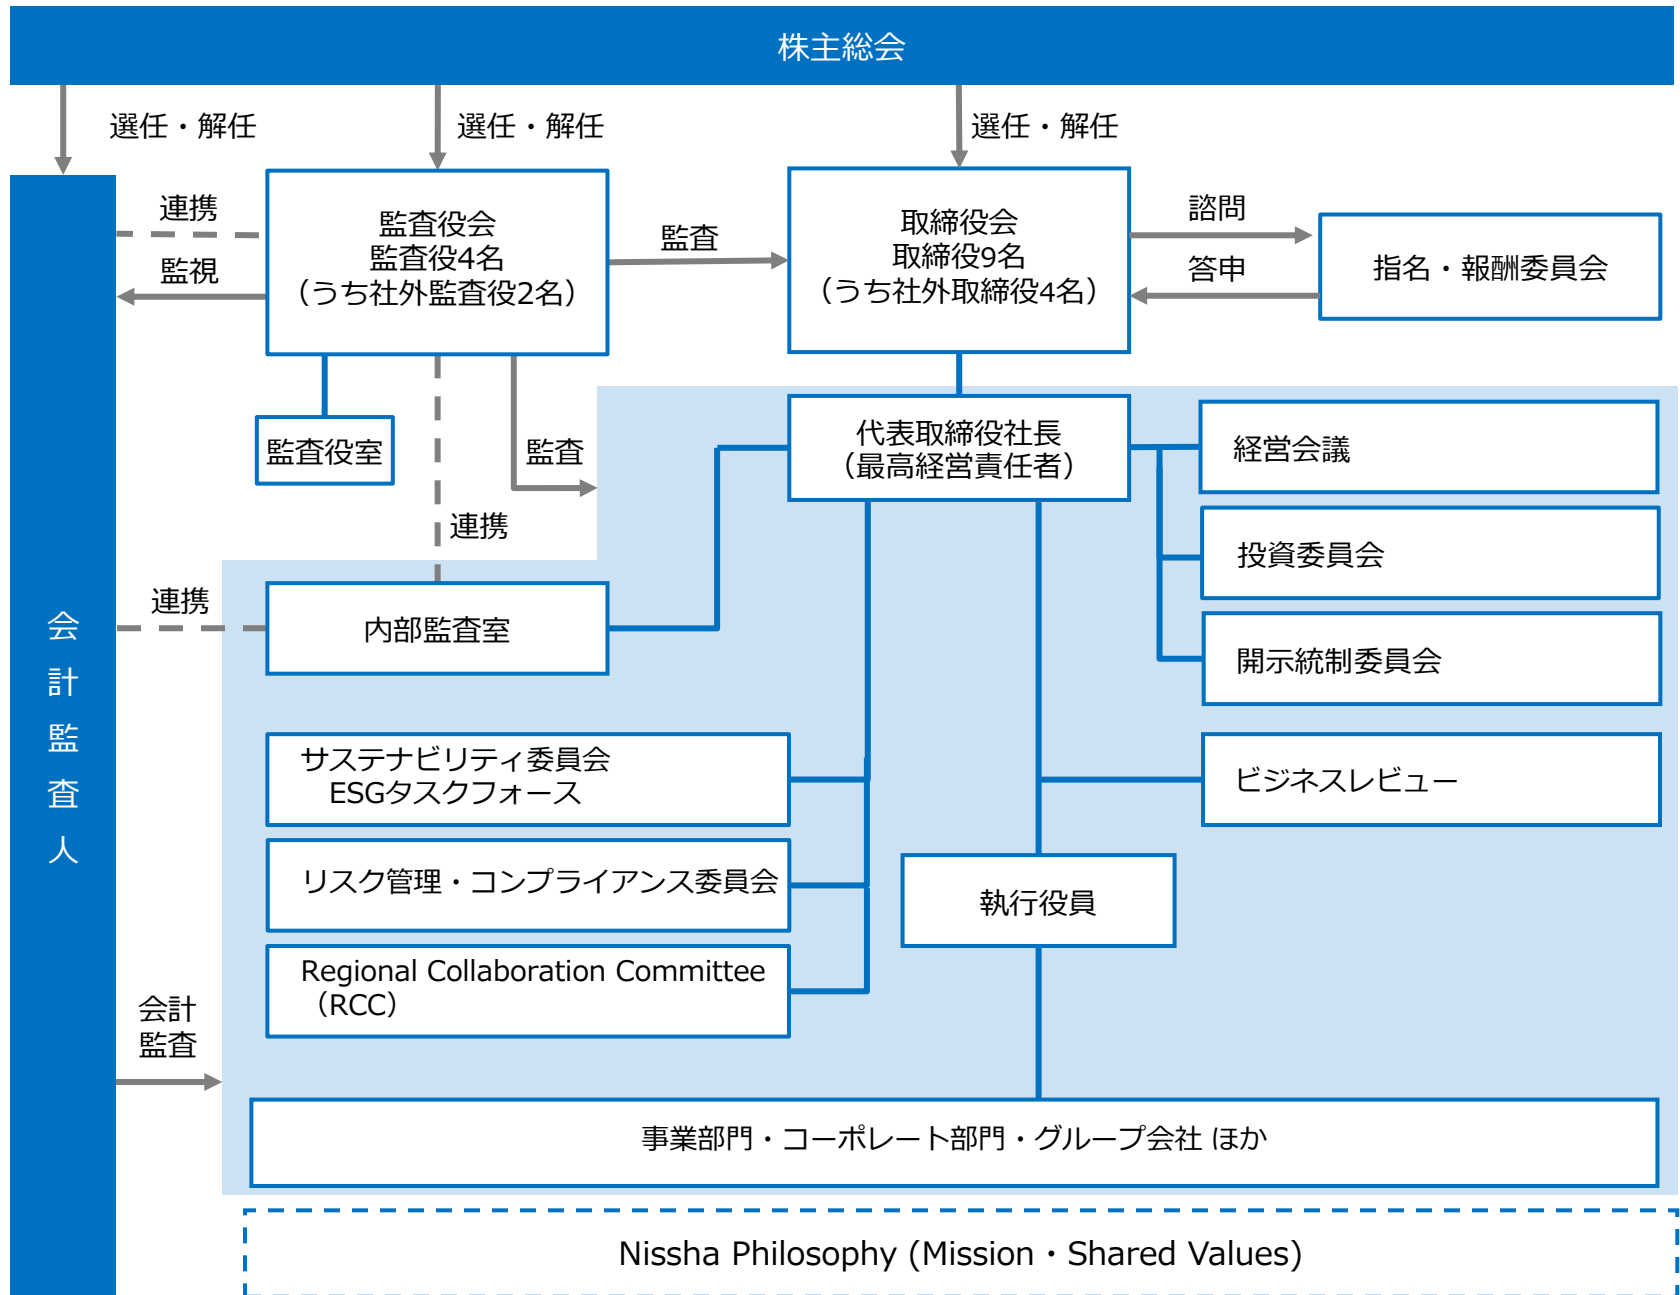 株主総会
選任・解任
選任・解任
選任・解任
連携
監視
監査役会
監査役4名
（うち社外監査役2名）
監査
取締役会
取締役9名
（うち社外取締役4名）
諮問
答申
指名・報酬委員会
監査役室
監査
連携
代表取締役社長
（最高経営責任者）
経営会議
投資委員会
開示統制委員会
連携
内部監査室
会計監査人
サステナビリティ委員会
ESGタスクフォース
ビジネスレビュー
リスク管理・コンプライアンス委員会
執行役員
Regional Collaboration Committee
（RCC）
会計
監査
事業部門・コーポレート部門・グループ会社 ほか
Nissha Philosophy (Mission・Shared Values)